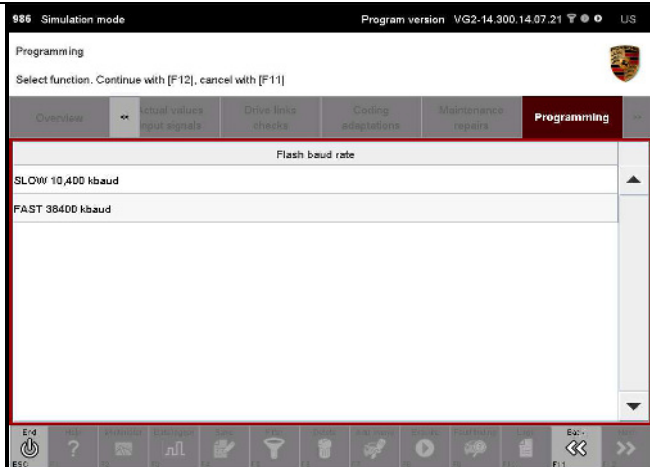 986 Simulation mode Program version VG2-14.300.14.07.21 US
Programming
Select function. Continue with [F12], cancel with [F11]
Overview « Actual values Drive links Coding Maintenance Programming
input signals checks adaptations repairs
Flash baud rate
SLOW 10,400 kbaud
FAST 38400 kbaud
End Help
? « »
ESC F11